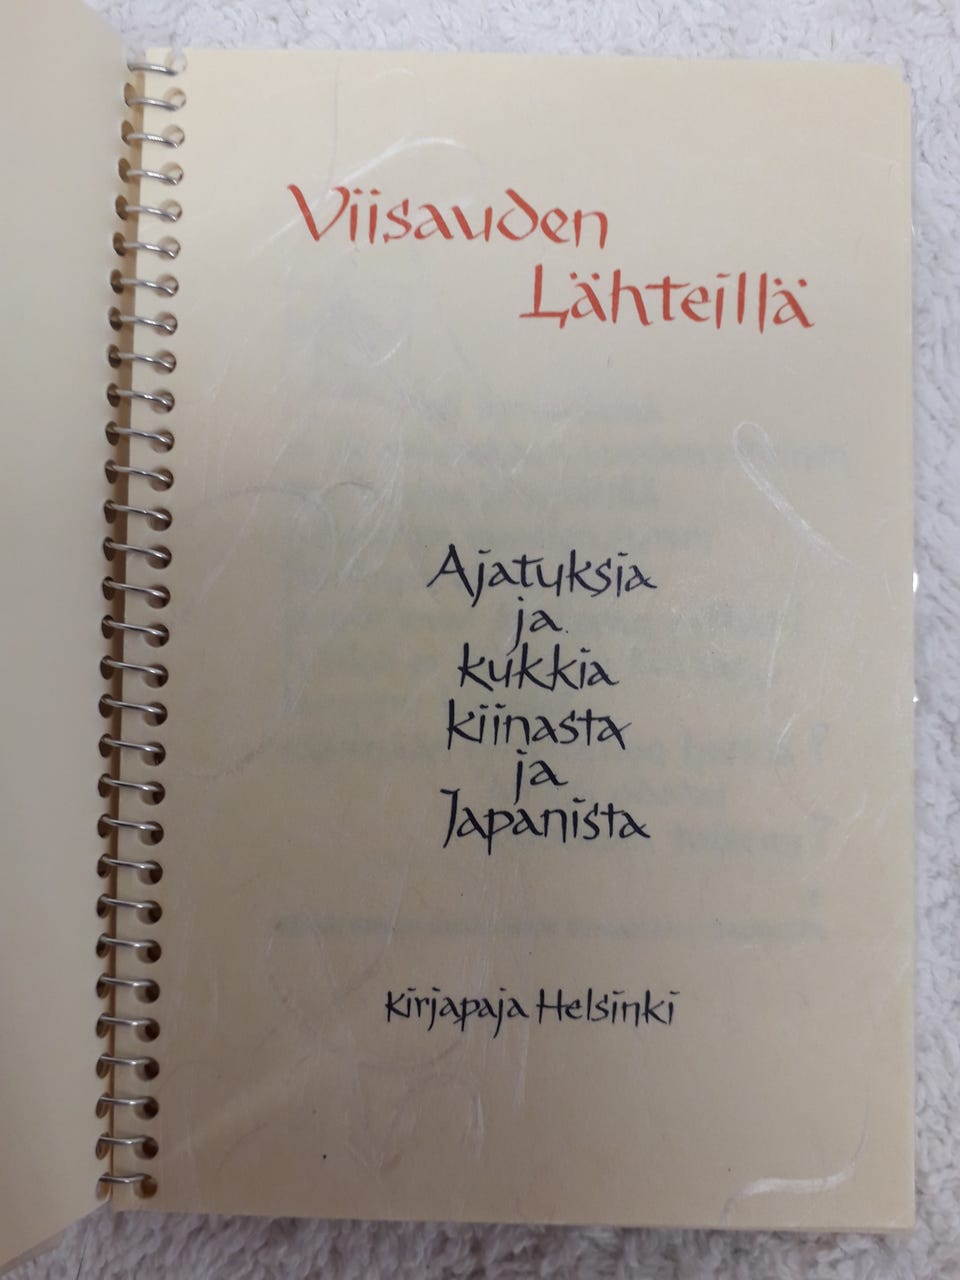 Viisauden
Lähteillä
Ajatuksia
ja
kukkia
kiinasta
ja
Japanista
Kirjapaja Helsinki